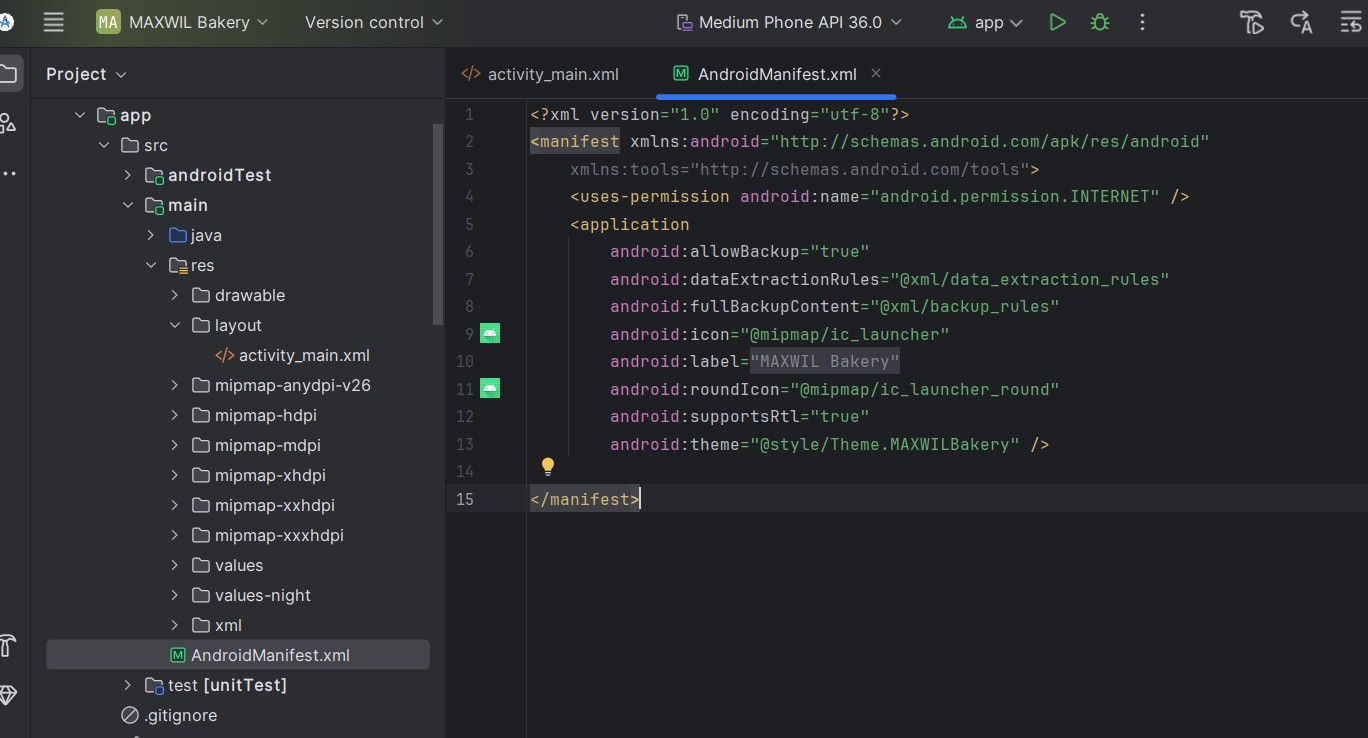 MA MAXWIL Bakery Version control Medium Phone API 36.0 app
Project
activity_main.xml AndroidManifest.xml
app
src
androidTest
main
java
res
drawable
layout
activity_main.xml
mipmap-anydpi-v26
mipmap-hdpi
mipmap-mdpi
mipmap-xhdpi
mipmap-xxhdpi
mipmap-xxxhdpi
values
values-night
xml
AndroidManifest.xml
test [unitTest]
.gitignore
1 <?xml version="1.0" encoding="utf-8"?>
2 <manifest xmlns:android="http://schemas.android.com/apk/res/android"
3 xmlns:tools="http://schemas.android.com/tools">
4 <uses-permission android:name="android.permission.INTERNET" />
5 <application
6 android:allowBackup="true"
7 android:dataExtractionRules="@xml/data_extraction_rules"
8 android:fullBackupContent="@xml/backup_rules"
9 android:icon="@mipmap/ic_launcher"
10 android:label="MAXWIL Bakery"
11 android:roundIcon="@mipmap/ic_launcher_round"
12 android:supportsRtl="true"
13 android:theme="@style/Theme.MAXWILBakery" />
14
15 </manifest>